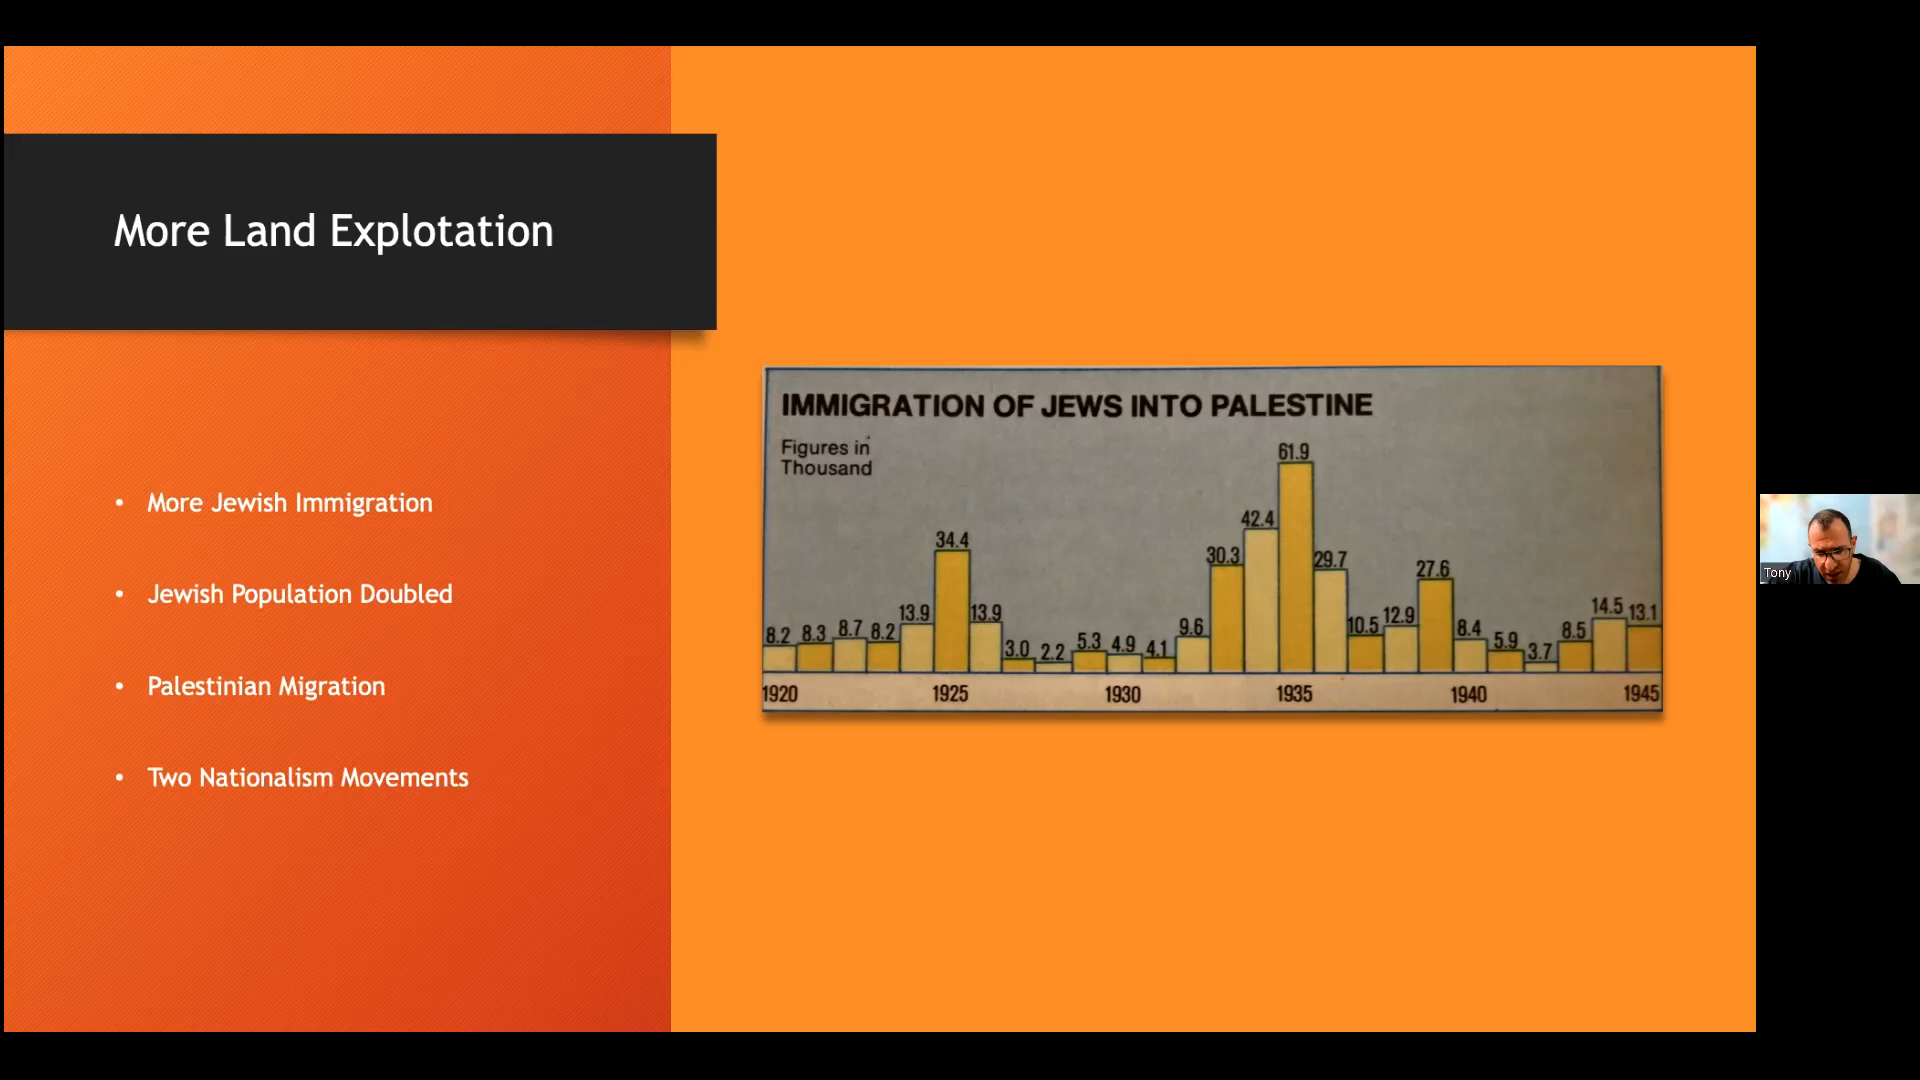 More Land Explotation
• More Jewish Immigration
• Jewish Population Doubled
• Palestinian Migration
• Two Nationalism Movements
IMMIGRATION OF JEWS INTO PALESTINE
Figures in
Thousand
8.2 8.3 8.7 8.2 13.9 34.4 13.9 3.0 2.2 5.3 4.9 4.1 9.6 30.3 42.4 61.9 29.7 10.5 12.9 27.6 8.4 5.9 3.7 8.5 14.5 13.1
1920 1925 1930 1935 1940 1945
Tony